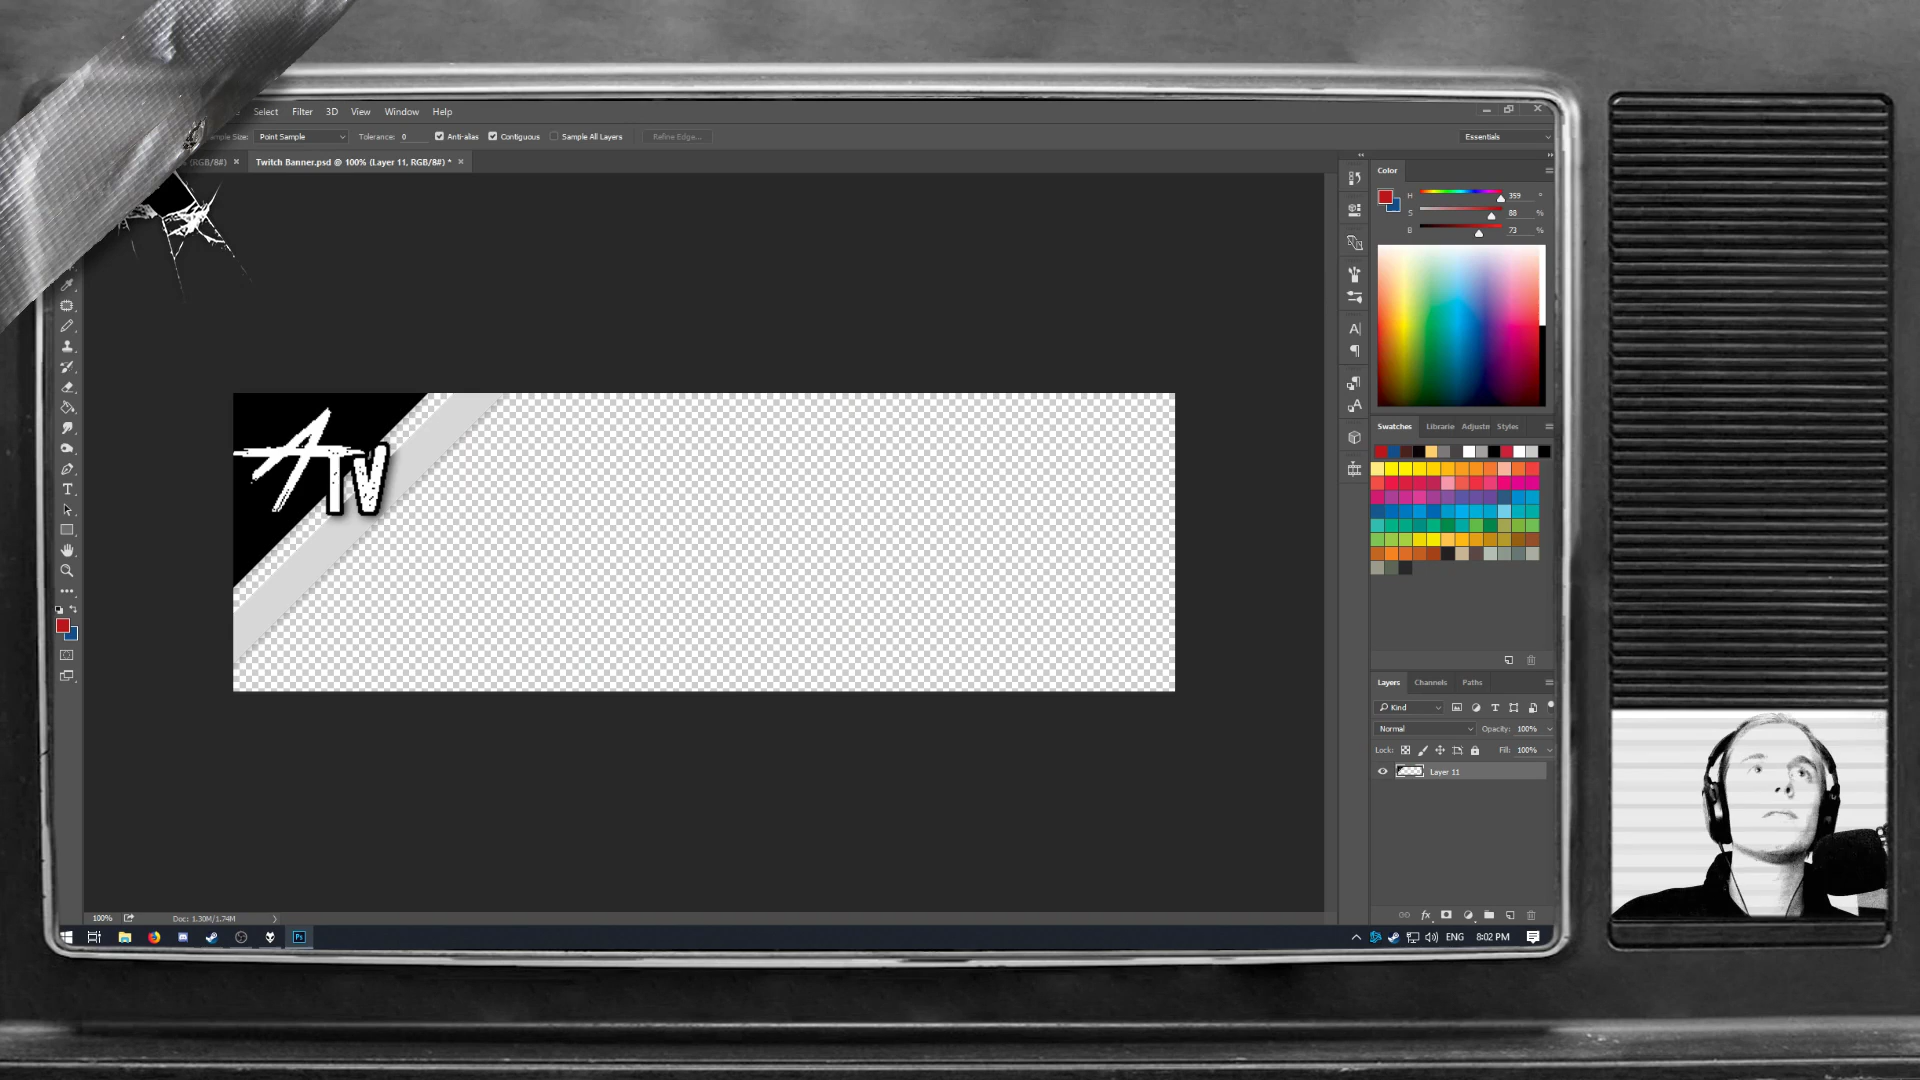 Select Filter 3D View Window Help
Size: Point Sample Tolerance: 0 Anti-alias Contiguous Sample All Layers Refine Edge... Essentials
(RGB/8#) × Twitch Banner.psd @ 100% (Layer 11, RGB/8#) * ×
Color
H 359 °
S 88 %
B 73 %
ATV
Swatches Librarie Adjustm Styles
Layers Channels Paths
Kind
Normal Opacity: 100%
Lock: Fill: 100%
Layer 11
100% Doc: 1.30M/1.74M
Ps ENG 8:02 PM